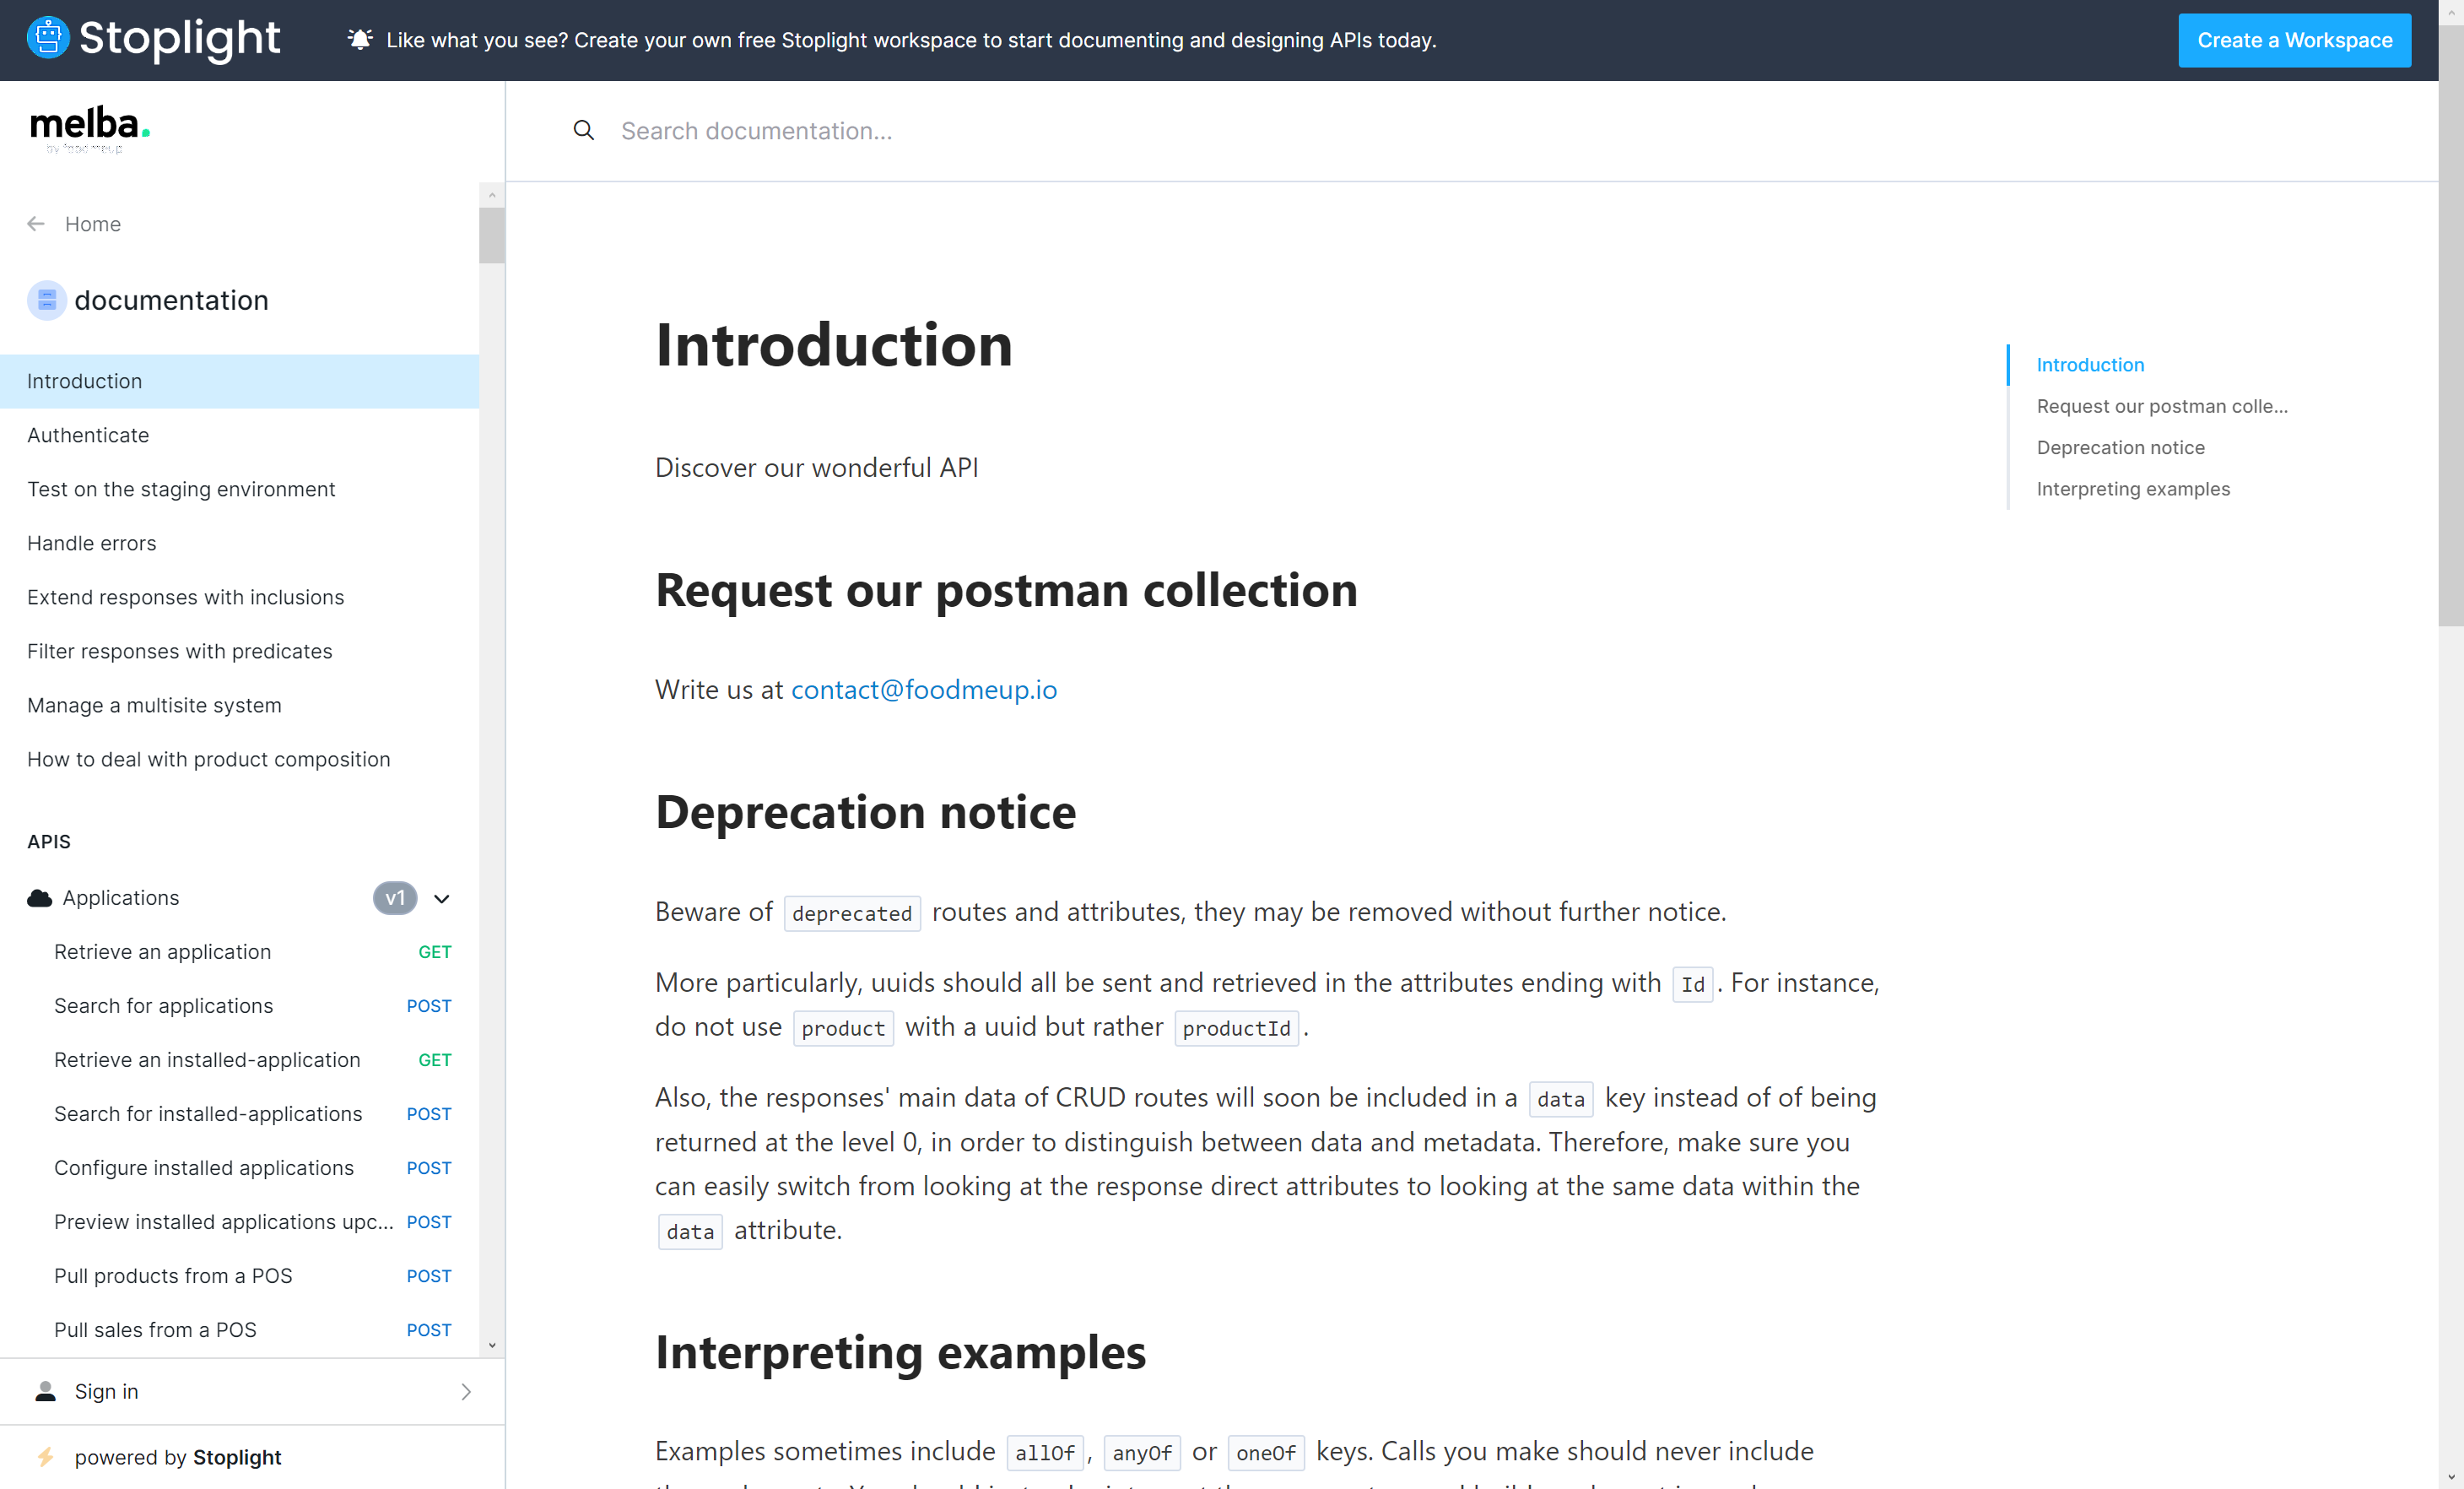 Stoplight
Like what you see? Create your own free Stoplight workspace to start documenting and designing APIs today.
Create a Workspace
melba.
by foodmeup
Search documentation...
Home
documentation
Introduction
Authenticate
Test on the staging environment
Handle errors
Extend responses with inclusions
Filter responses with predicates
Manage a multisite system
How to deal with product composition
APIS
Applications v1
Retrieve an application GET
Search for applications POST
Retrieve an installed-application GET
Search for installed-applications POST
Configure installed applications POST
Preview installed applications upc... POST
Pull products from a POS POST
Pull sales from a POS POST
Sign in
powered by Stoplight
Introduction
Discover our wonderful API
Request our postman collection
Write us at contact@foodmeup.io
Deprecation notice
Beware of deprecated routes and attributes, they may be removed without further notice.
More particularly, uuids should all be sent and retrieved in the attributes ending with Id. For instance,
do not use product with a uuid but rather productId.
Also, the responses' main data of CRUD routes will soon be included in a data key instead of of being
returned at the level 0, in order to distinguish between data and metadata. Therefore, make sure you
can easily switch from looking at the response direct attributes to looking at the same data within the
data attribute.
Interpreting examples
Examples sometimes include allOf, anyOf or oneOf keys. Calls you make should never include
Introduction
Request our postman colle...
Deprecation notice
Interpreting examples